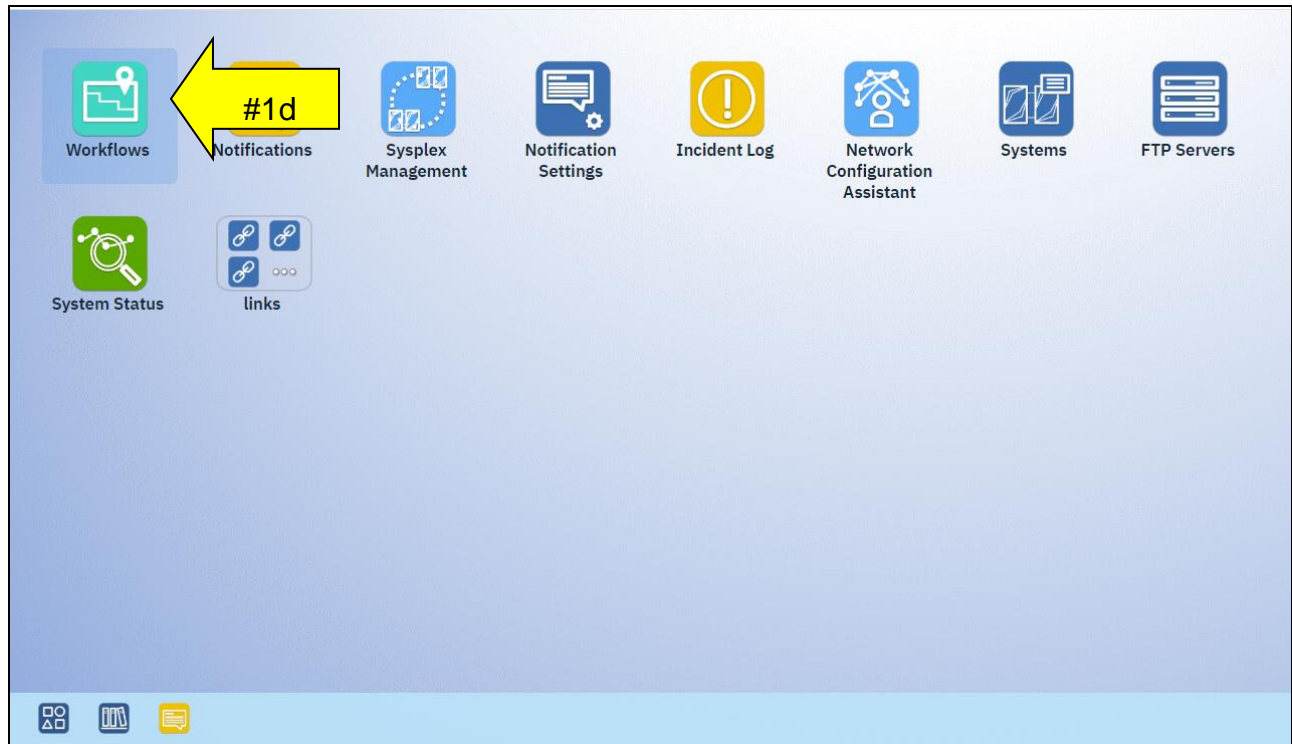 #1d
Workflows
Notifications
Sysplex
Management
Notification
Settings
Incident Log
Network
Configuration
Assistant
Systems
FTP Servers
System Status
links